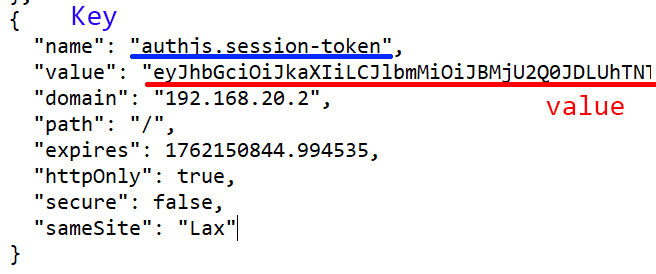 Key
{
"name": "authjs.session-token",
"value": "eyJhbGciOiJkaXIiLCJlbmMiOiJBMjU2Q0JDLUhTNT
value
"domain": "192.168.20.2",
"path": "/",
"expires": 1762150844.994535,
"httpOnly": true,
"secure": false,
"sameSite": "Lax"
}